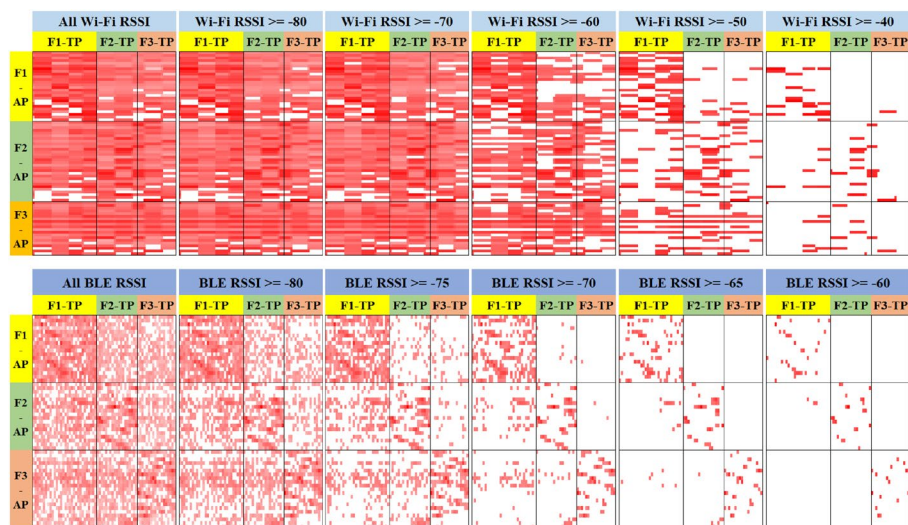 All Wi-Fi RSSI Wi-Fi RSSI >= -80 Wi-Fi RSSI >= -70 Wi-Fi RSSI >= -60 Wi-Fi RSSI >= -50 Wi-Fi RSSI >= -40
F1-TP F2-TP F3-TP F1-TP F2-TP F3-TP F1-TP F2-TP F3-TP F1-TP F2-TP F3-TP F1-TP F2-TP F3-TP F1-TP F2-TP F3-TP
F1
-
AP
F2
-
AP
F3
-
AP
All BLE RSSI BLE RSSI >= -80 BLE RSSI >= -75 BLE RSSI >= -70 BLE RSSI >= -65 BLE RSSI >= -60
F1-TP F2-TP F3-TP F1-TP F2-TP F3-TP F1-TP F2-TP F3-TP F1-TP F2-TP F3-TP F1-TP F2-TP F3-TP F1-TP F2-TP F3-TP
F1
-
AP
F2
-
AP
F3
-
AP